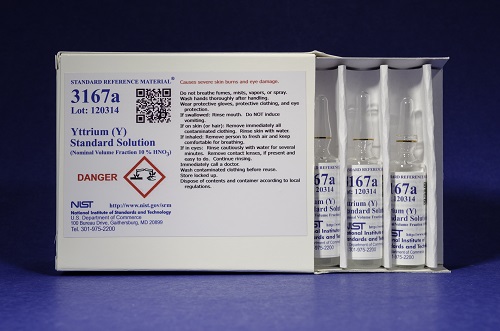 STANDARD REFERENCE MATERIAL®
3167a
Lot: 120314
Yttrium (Y)
Standard Solution
(Nominal Volume Fraction 10 % HNO3)
DANGER
NIST http://www.nist.gov/srm
National Institute of Standards and Technology
U.S. Department of Commerce
100 Bureau Drive, Gaithersburg, MD 20899
Tel. 301-975-2200
Causes severe skin burns and eye damage.
Do not breathe fumes, mists, vapors, or spray.
Wash hands thoroughly after handling.
Wear protective gloves, protective clothing, and eye
protection.
If swallowed: Rinse mouth. Do NOT induce
vomiting.
If on skin (or hair): Remove immediately all
contaminated clothing. Rinse skin with water.
If inhaled: Remove person to fresh air and keep
comfortable for breathing.
If in eyes: Rinse cautiously with water for several
minutes. Remove contact lenses, if present and
easy to do. Continue rinsing.
Immediately call a doctor.
Wash contaminated clothing before reuse.
Store locked up.
Dispose of contents and container according to local
regulations.
3167a
120314
3167a
120314
3167a
120314